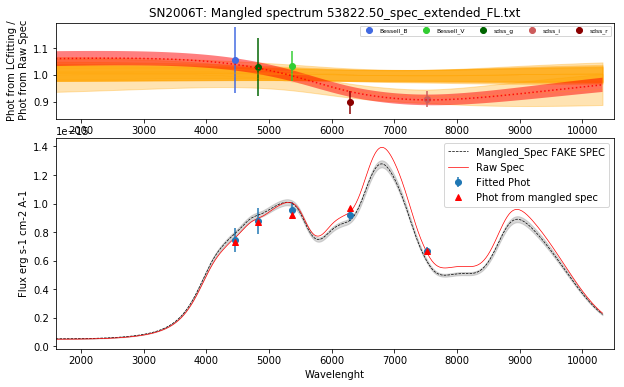 SN2006T: Mangled spectrum 53822.50_spec_extended_FL.txt
Phot from LCfitting /
Phot from Raw Spec
1.1
1.0
0.9
Bessell_B
Bessell_V
sdss_g
sdss_i
sdss_r
2000 3000 4000 5000 6000 7000 8000 9000 10000
Flux erg s-1 cm-2 A-1
1.4
1.2
1.0
0.8
0.6
0.4
0.2
0.0
Mangled_Spec FAKE SPEC
Raw Spec
Fitted Phot
Phot from mangled spec
2000 3000 4000 5000 6000 7000 8000 9000 10000
Wavelenght